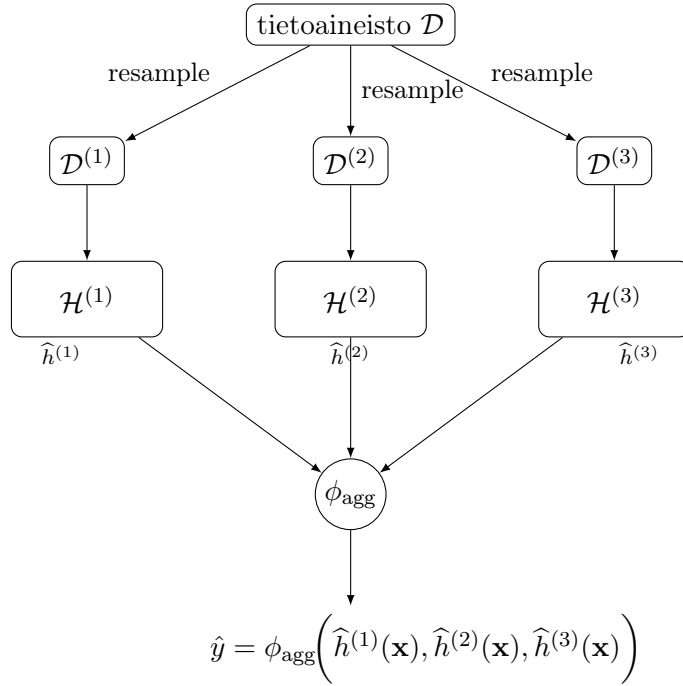 tietoaineisto 𝒟
resample resample resample
𝒟⁽¹⁾ 𝒟⁽²⁾ 𝒟⁽³⁾
ℋ⁽¹⁾ ℋ⁽²⁾ ℋ⁽³⁾
ĥ⁽¹⁾ ĥ⁽²⁾ ĥ⁽³⁾
ϕ_agg
ŷ = ϕ_agg(ĥ⁽¹⁾(𝐱), ĥ⁽²⁾(𝐱), ĥ⁽³⁾(𝐱))